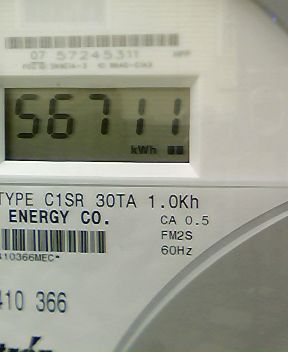 07 57245311
56711
kWh
TYPE C1SR 30TA 1.0Kh
ENERGY CO.
CA 0.5
FM2S
60Hz
410366MEC*
410 366